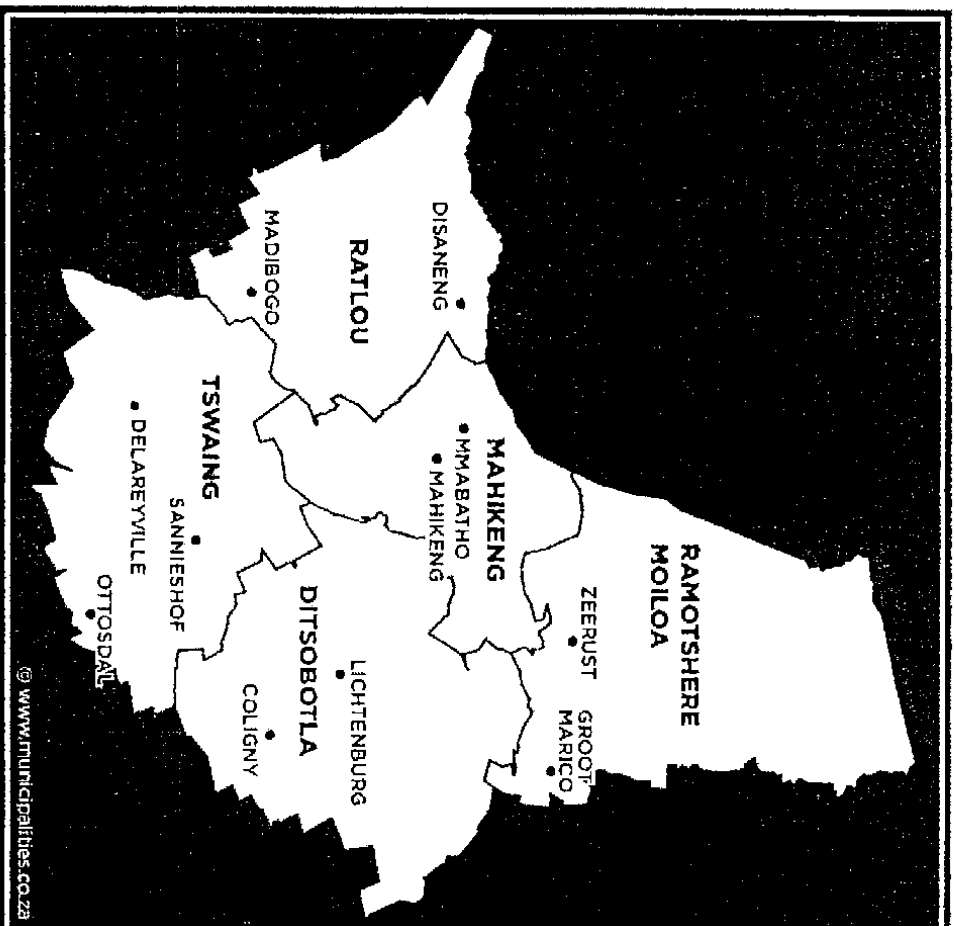 RAMOTSHERE
MOILOA
ZEERUST
GROOT
MARICO
MAHIKENG
MMABATHO
MAHIKENG
DISANENG
RATLOU
MADIBOGO
LICHTENBURG
DITSOBOTLA
COLIGNY
TSWAING
SANNIESHOF
DELAREYVILLE
OTTOSDAL
© www.municipalities.co.za